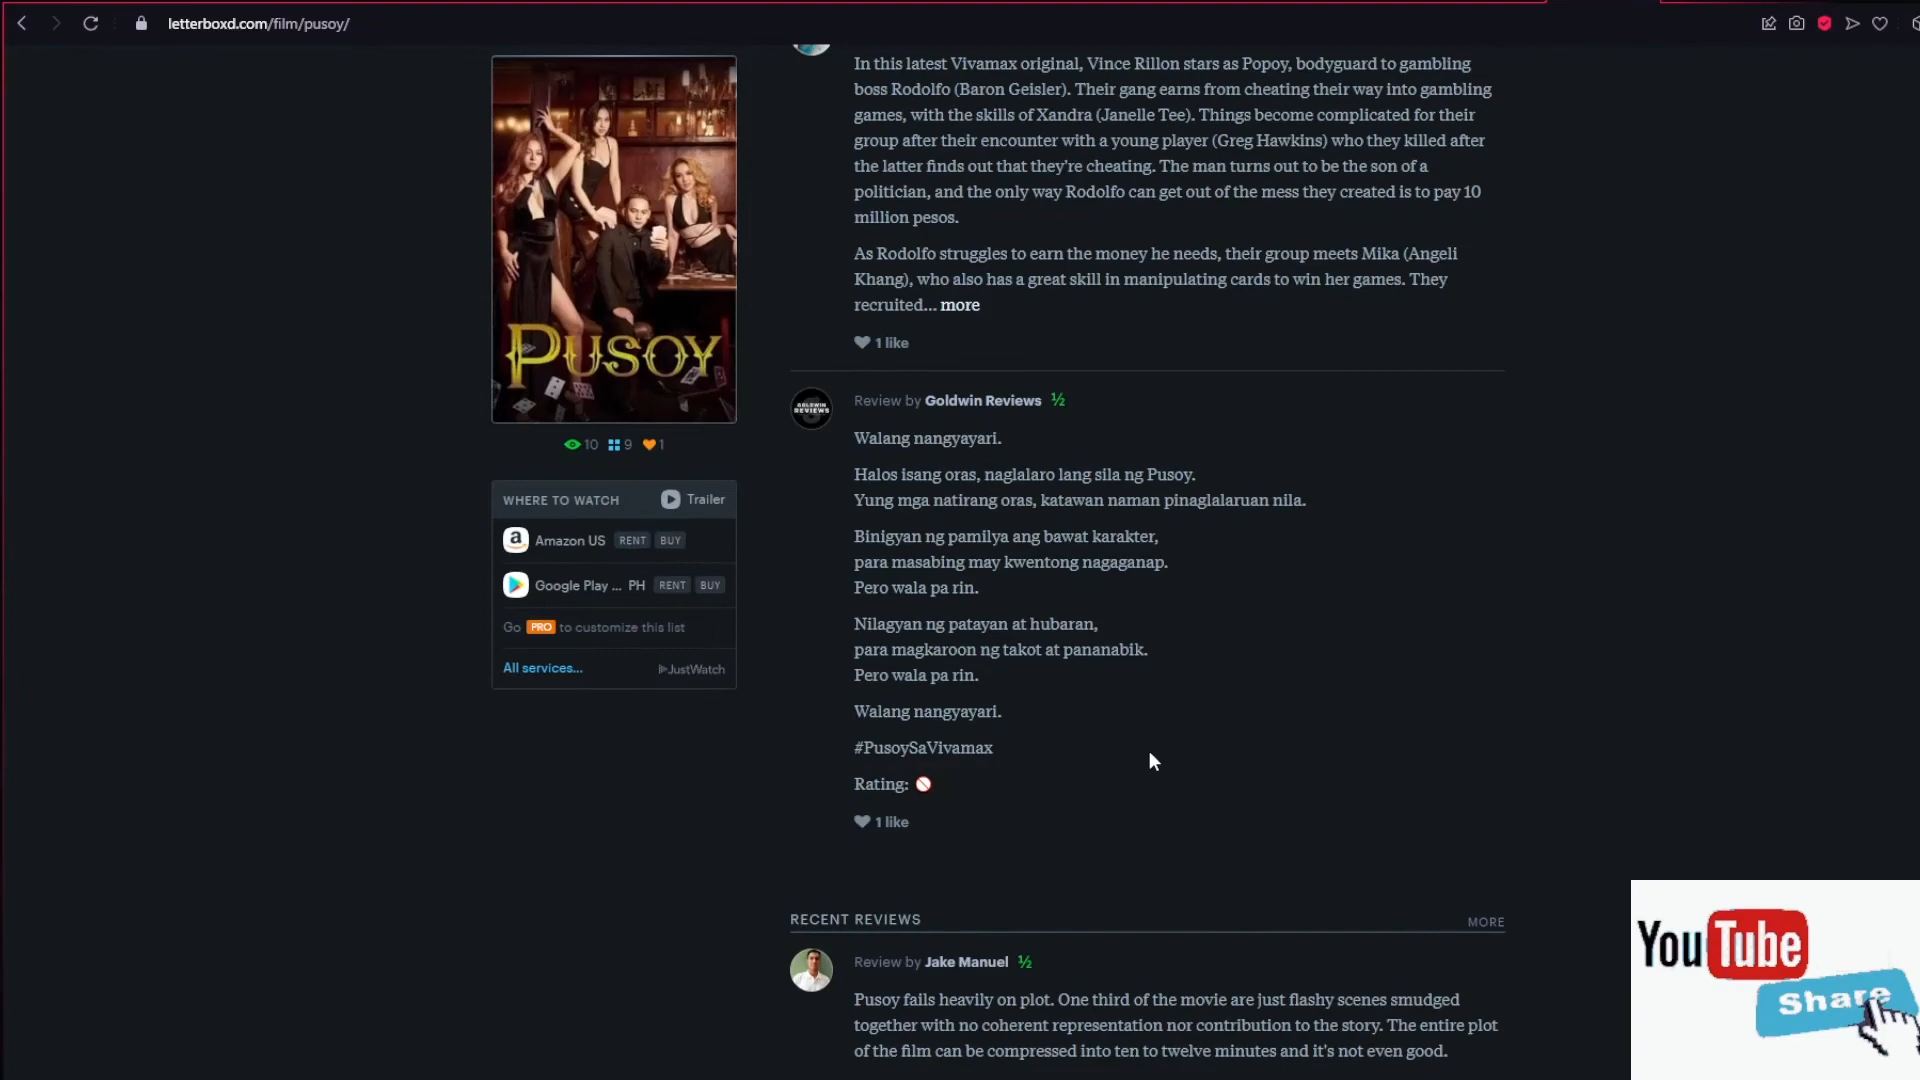 letterboxd.com/film/pusoy/
PUSOY
10 9 1
WHERE TO WATCH Trailer
Amazon US RENT BUY
Google Play ... PH RENT BUY
Go PRO to customize this list
All services... JustWatch
In this latest Vivamax original, Vince Rillon stars as Popoy, bodyguard to gambling
boss Rodolfo (Baron Geisler). Their gang earns from cheating their way into gambling
games, with the skills of Xandra (Janelle Tee). Things become complicated for their
group after their encounter with a young player (Greg Hawkins) who they killed after
the latter finds out that they're cheating. The man turns out to be the son of a
politician, and the only way Rodolfo can get out of the mess they created is to pay 10
million pesos.
As Rodolfo struggles to earn the money he needs, their group meets Mika (Angeli
Khang), who also has a great skill in manipulating cards to win her games. They
recruited... more
1 like
GOLDWIN
REVIEWS
Review by Goldwin Reviews ½
Walang nangyayari.
Halos isang oras, naglalaro lang sila ng Pusoy.
Yung mga natirang oras, katawan naman pinaglalaruan nila.
Binigyan ng pamilya ang bawat karakter,
para masabing may kwentong nagaganap.
Pero wala pa rin.
Nilagyan ng patayan at hubaran,
para magkaroon ng takot at pananabik.
Pero wala pa rin.
Walang nangyayari.
#PusoySaVivamax
Rating: 🚫
1 like
RECENT REVIEWS MORE
Review by Jake Manuel ½
Pusoy fails heavily on plot. One third of the movie are just flashy scenes smudged
together with no coherent representation nor contribution to the story. The entire plot
of the film can be compressed into ten to twelve minutes and it's not even good.
YouTube
Share